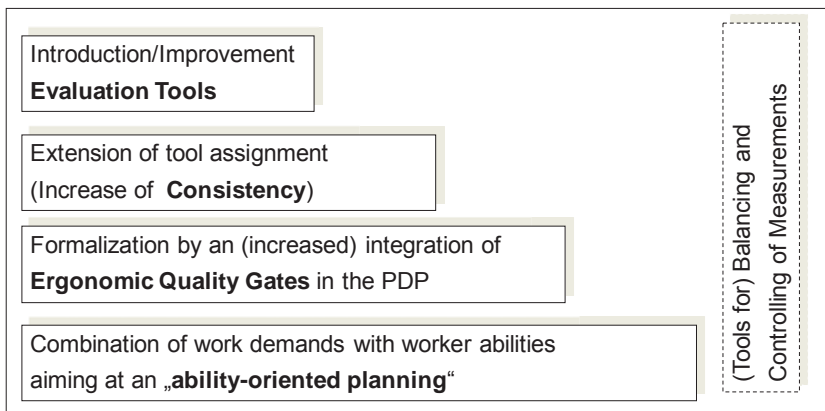 Introduction/Improvement
Evaluation Tools
Extension of tool assignment
(Increase of Consistency)
Formalization by an (increased) integration of
Ergonomic Quality Gates in the PDP
Combination of work demands with worker abilities
aiming at an „ability-oriented planning“
(Tools for) Balancing and
Controlling of Measurements